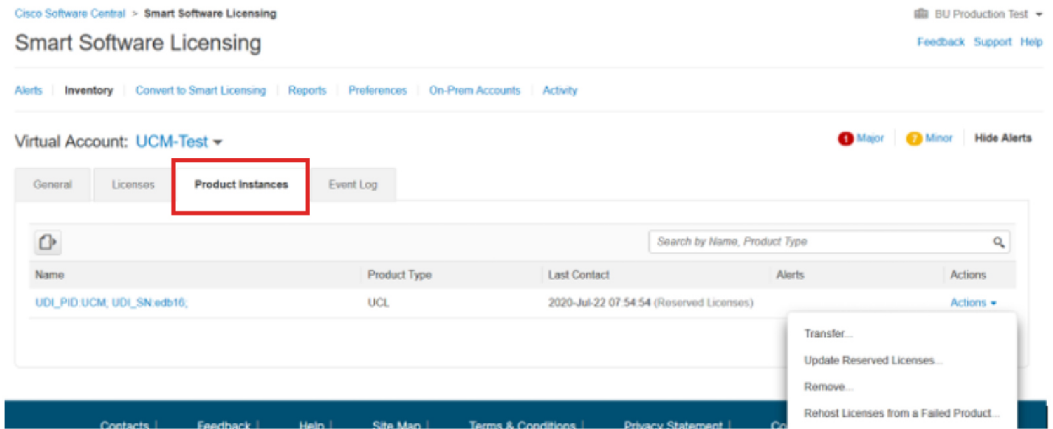 Cisco Software Central > Smart Software Licensing
BU Production Test
Smart Software Licensing
Feedback Support Help
Alerts Inventory Convert to Smart Licensing Reports Preferences On-Prem Accounts Activity
Virtual Account: UCM-Test
1 Major 7 Minor Hide Alerts
General Licenses Product Instances Event Log
Search by Name, Product Type
Name Product Type Last Contact Alerts Actions
UDI_PID:UCM; UDI_SN:edb16; UCL 2020-Jul-22 07:54:54 (Reserved Licenses) Actions
Transfer...
Update Reserved Licenses...
Remove...
Rehost Licenses from a Failed Product...
Contacts | Feedback | Help | Site Map | Terms & Conditions | Privacy Statement |